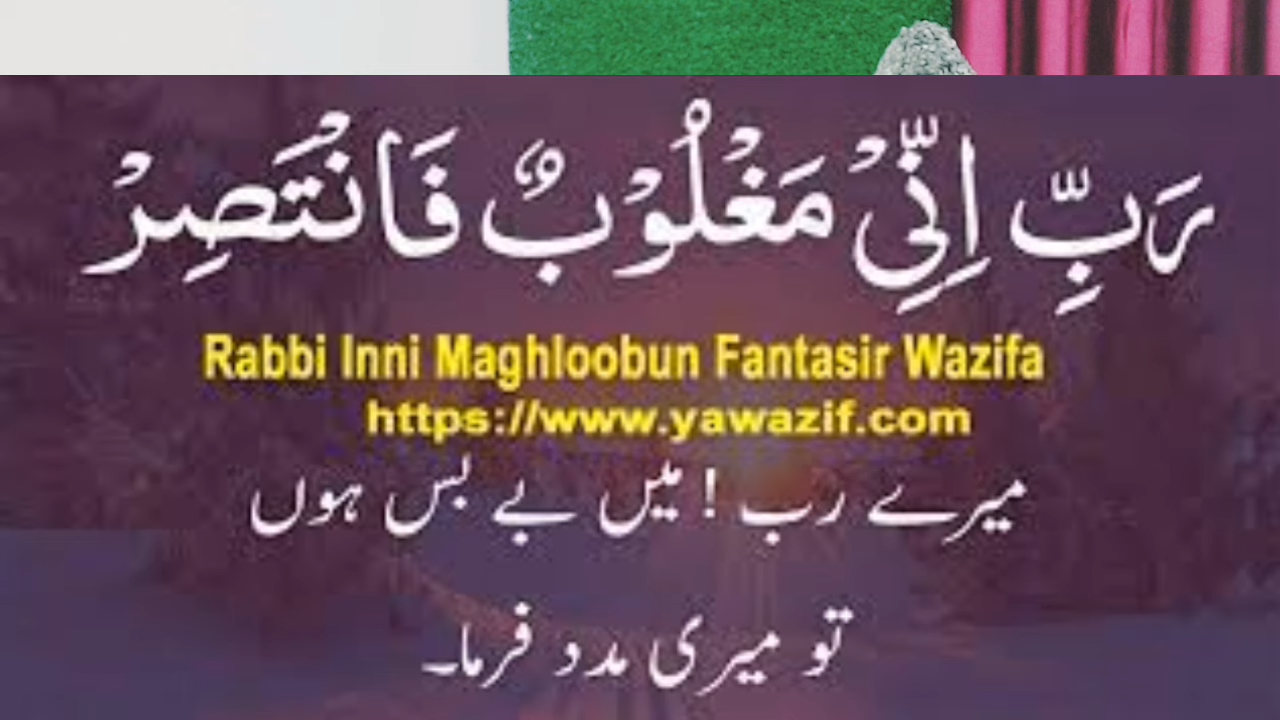 رَبِّ اِنِّيْ مَغْلُوْبٌ فَانْتَصِرْ
Rabbi Inni Maghloobun Fantasir Wazifa
https://www.yawazif.com
میرے رب ! میں بے بس ہوں
تو میری مدد فرما۔